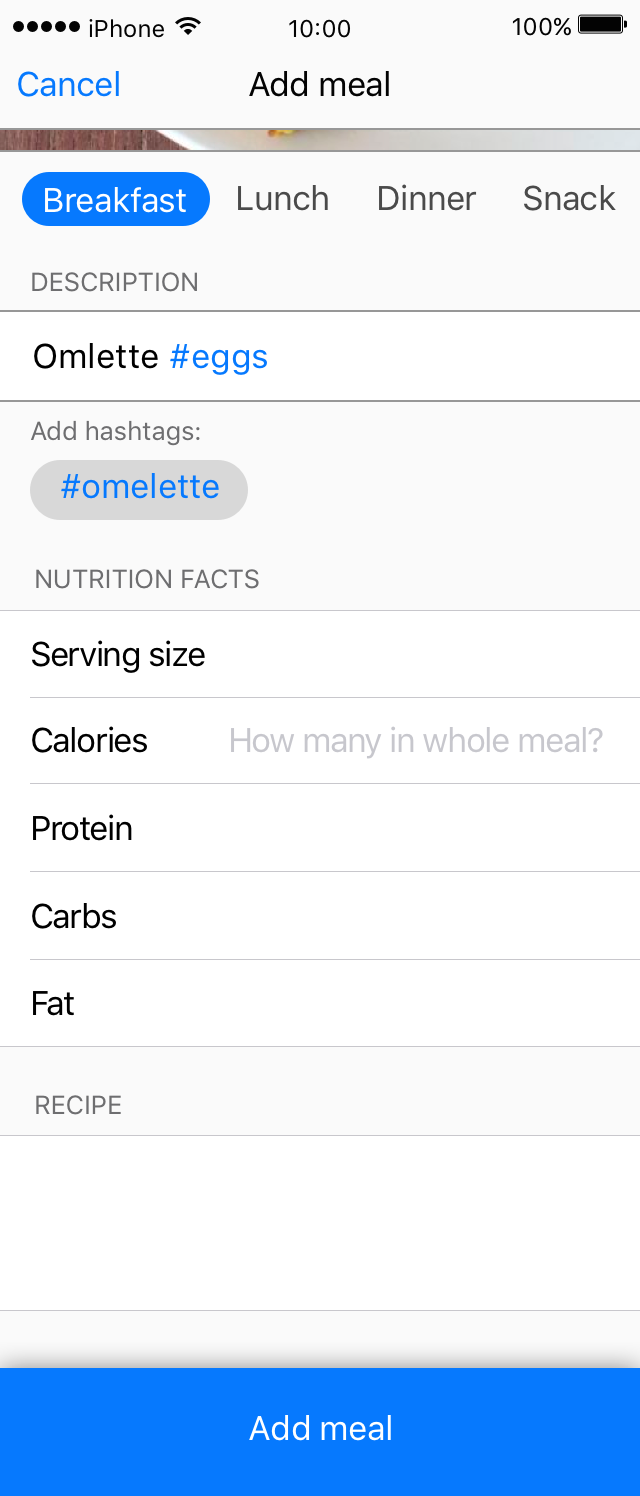 iPhone 10:00 100%
Cancel Add meal
Breakfast Lunch Dinner Snack
DESCRIPTION
Omlette #eggs
Add hashtags:
#omelette
NUTRITION FACTS
Serving size
Calories How many in whole meal?
Protein
Carbs
Fat
RECIPE
Add meal